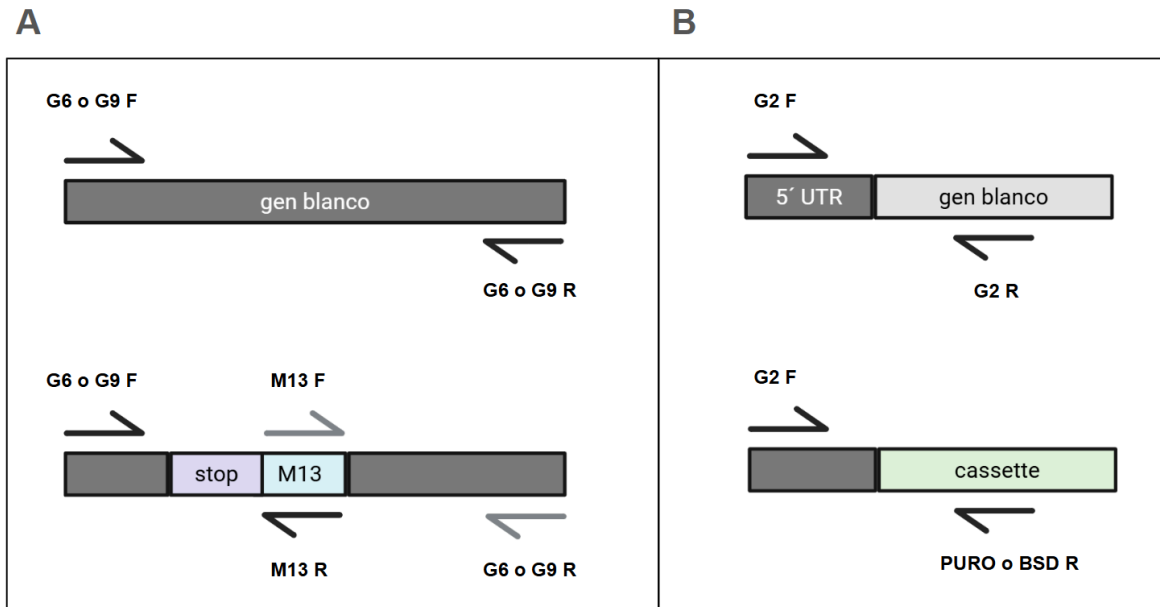 A
G6 o G9 F
gen blanco
G6 o G9 R
G6 o G9 F
M13 F
stop
M13
M13 R
G6 o G9 R
B
G2 F
5´ UTR
gen blanco
G2 R
G2 F
cassette
PURO o BSD R